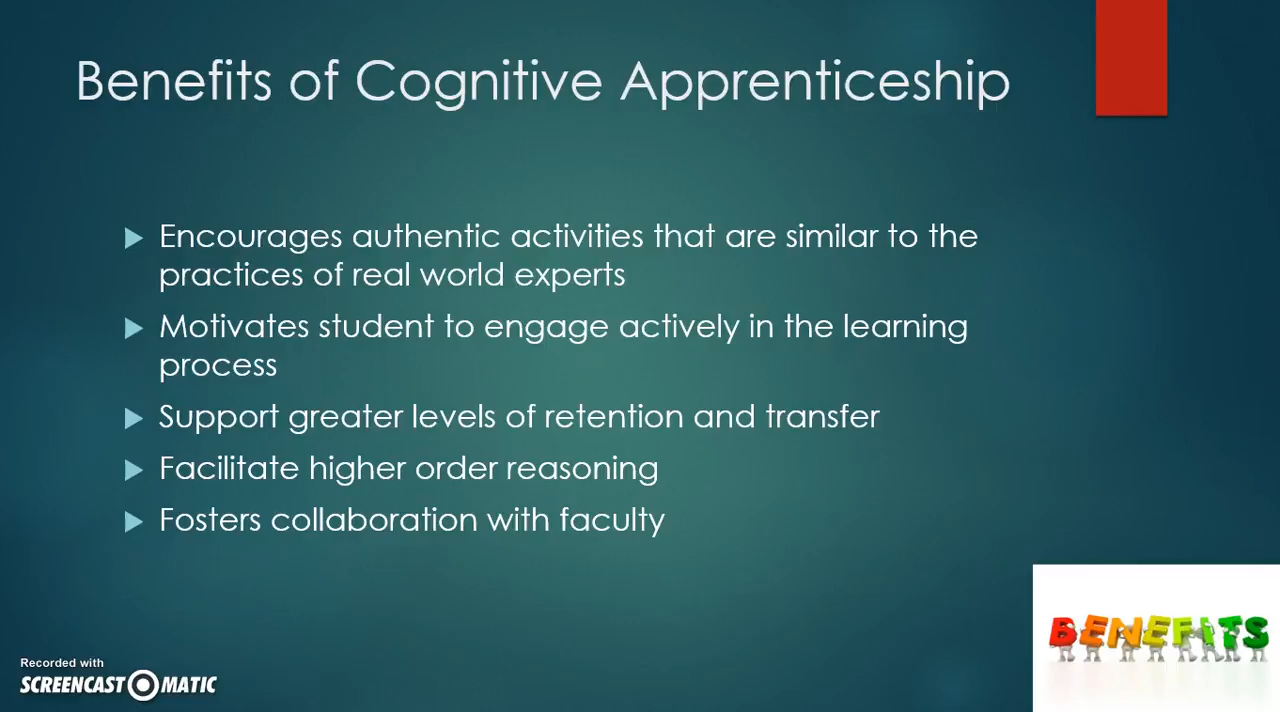 Benefits of Cognitive Apprenticeship
Encourages authentic activities that are similar to the
practices of real world experts
Motivates student to engage actively in the learning
process
Support greater levels of retention and transfer
Facilitate higher order reasoning
Fosters collaboration with faculty
BENEFITS
Recorded with
SCREENCAST MATIC